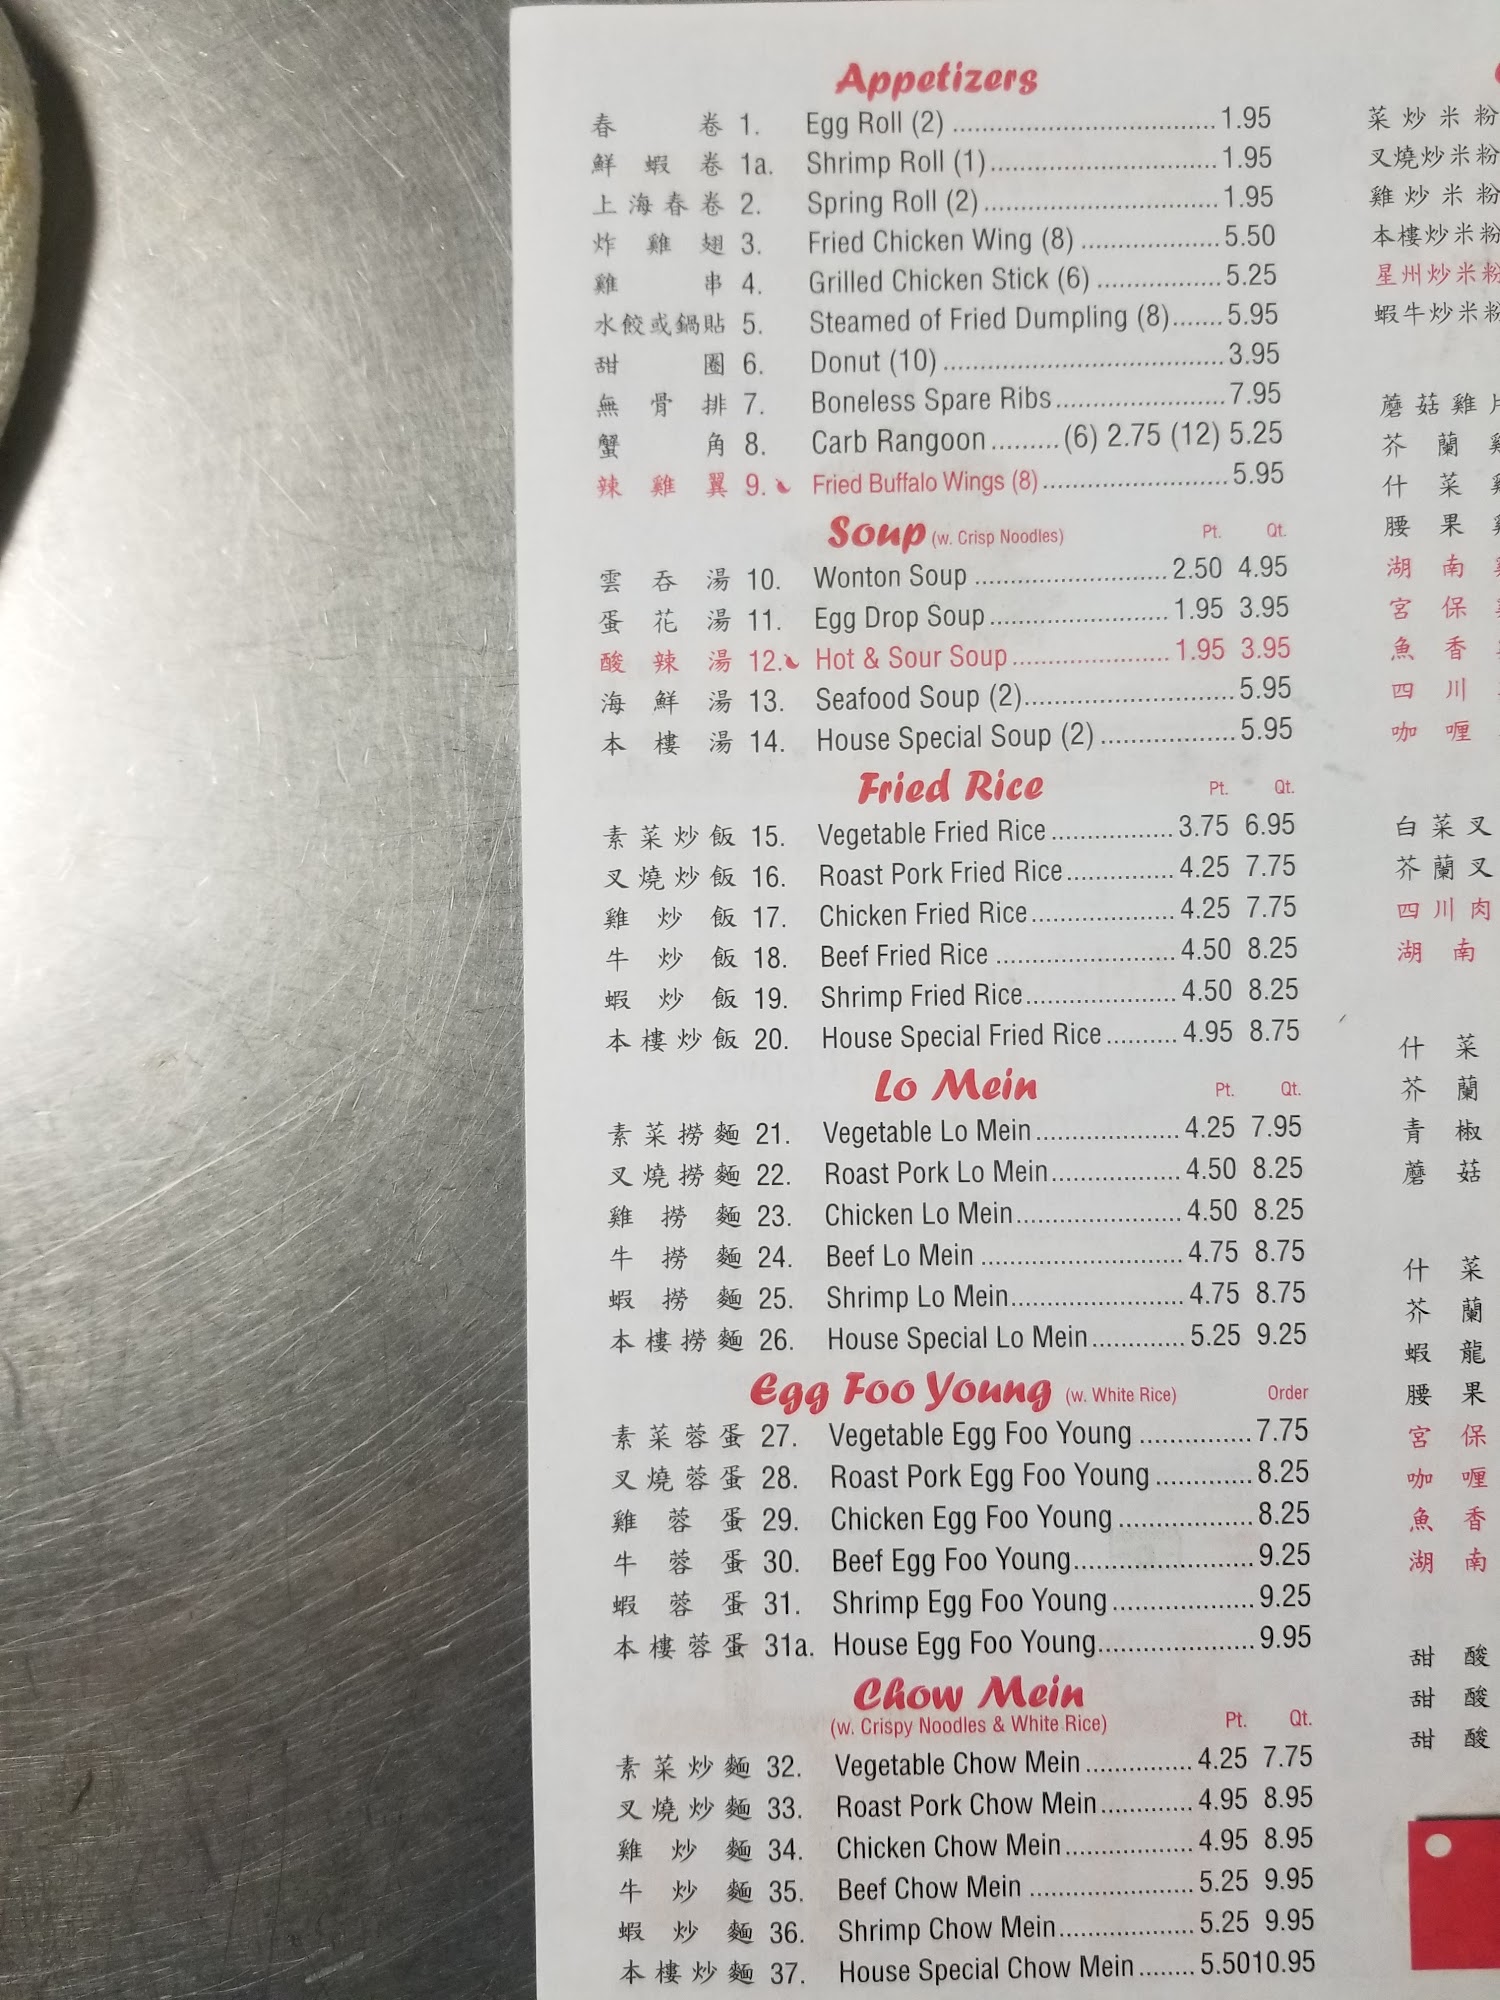 Appetizers
春卷 1. Egg Roll (2) 1.95
鮮蝦卷 1a. Shrimp Roll (1) 1.95
上海春卷 2. Spring Roll (2) 1.95
炸雞翅 3. Fried Chicken Wing (8) 5.50
雞串 4. Grilled Chicken Stick (6) 5.25
水餃或鍋貼 5. Steamed of Fried Dumpling (8) 5.95
甜圈 6. Donut (10) 3.95
無骨排 7. Boneless Spare Ribs 7.95
蟹角 8. Carb Rangoon (6) 2.75 (12) 5.25
辣雞翼 9. Fried Buffalo Wings (8) 5.95
Soup (w. Crisp Noodles) Pt. Qt.
雲吞湯 10. Wonton Soup 2.50 4.95
蛋花湯 11. Egg Drop Soup 1.95 3.95
酸辣湯 12. Hot & Sour Soup 1.95 3.95
海鮮湯 13. Seafood Soup (2) 5.95
本樓湯 14. House Special Soup (2) 5.95
Fried Rice Pt. Qt.
素菜炒飯 15. Vegetable Fried Rice 3.75 6.95
叉燒炒飯 16. Roast Pork Fried Rice 4.25 7.75
雞炒飯 17. Chicken Fried Rice 4.25 7.75
牛炒飯 18. Beef Fried Rice 4.50 8.25
蝦炒飯 19. Shrimp Fried Rice 4.50 8.25
本樓炒飯 20. House Special Fried Rice 4.95 8.75
Lo Mein Pt. Qt.
素菜撈麵 21. Vegetable Lo Mein 4.25 7.95
叉燒撈麵 22. Roast Pork Lo Mein 4.50 8.25
雞撈麵 23. Chicken Lo Mein 4.50 8.25
牛撈麵 24. Beef Lo Mein 4.75 8.75
蝦撈麵 25. Shrimp Lo Mein 4.75 8.75
本樓撈麵 26. House Special Lo Mein 5.25 9.25
Egg Foo Young (w. White Rice) Order
素菜蓉蛋 27. Vegetable Egg Foo Young 7.75
叉燒蓉蛋 28. Roast Pork Egg Foo Young 8.25
雞蓉蛋 29. Chicken Egg Foo Young 8.25
牛蓉蛋 30. Beef Egg Foo Young 9.25
蝦蓉蛋 31. Shrimp Egg Foo Young 9.25
本樓蓉蛋 31a. House Egg Foo Young 9.95
Chow Mein
(w. Crispy Noodles & White Rice) Pt. Qt.
素菜炒麵 32. Vegetable Chow Mein 4.25 7.75
叉燒炒麵 33. Roast Pork Chow Mein 4.95 8.95
雞炒麵 34. Chicken Chow Mein 4.95 8.95
牛炒麵 35. Beef Chow Mein 5.25 9.95
蝦炒麵 36. Shrimp Chow Mein 5.25 9.95
本樓炒麵 37. House Special Chow Mein 5.50 10.95
菜炒米粉
叉燒炒米粉
雞炒米粉
本樓炒米粉
星州炒米粉
蝦牛炒米粉
蘑菇雞
芥蘭
什菜
腰果
湖南
宮保
魚香
四川
咖喱
白菜叉
芥蘭叉
四川肉
湖南
什菜
芥蘭
青椒
蘑菇
什菜
芥蘭
蝦龍
腰果
宮保
咖喱
魚香
湖南
甜酸
甜酸
甜酸